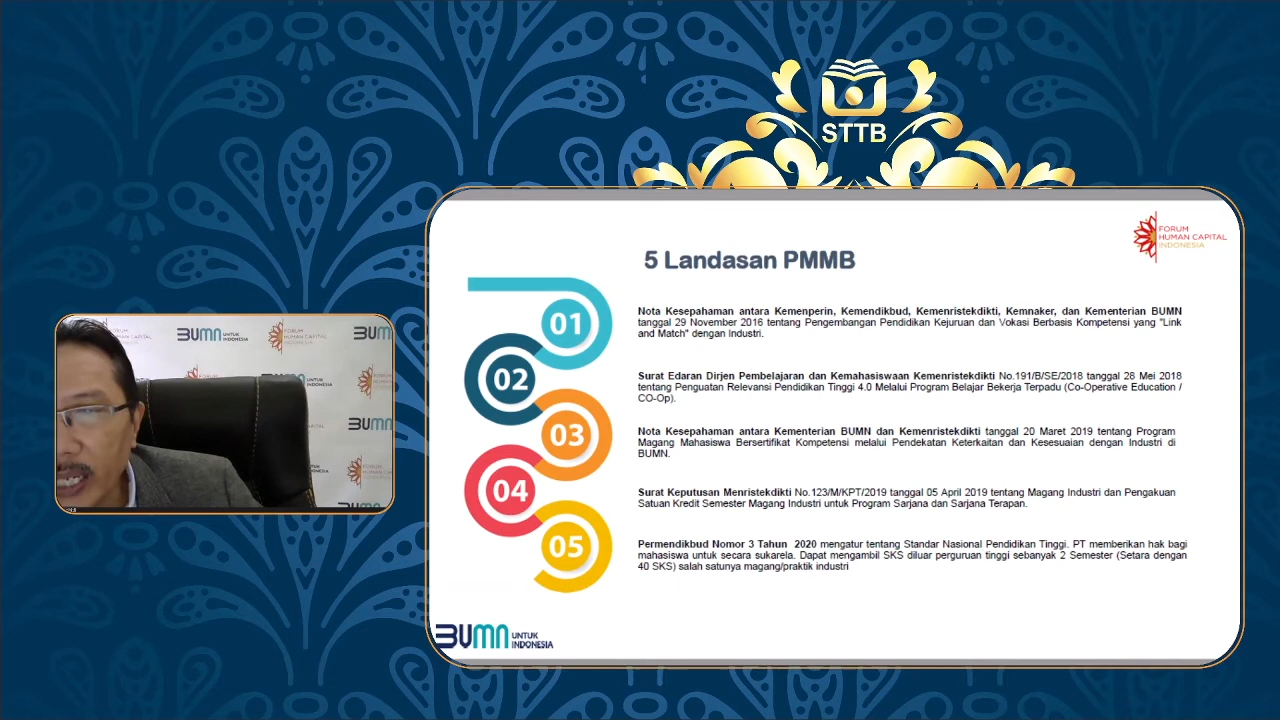 STTB
FORUM
HUMAN CAPITAL
INDONESIA
5 Landasan PMMB
01
Nota Kesepahaman antara Kemenperin, Kemendikbud, Kemenristekdikti, Kemnaker, dan Kementerian BUMN
tanggal 29 November 2016 tentang Pengembangan Pendidikan Kejuruan dan Vokasi Berbasis Kompetensi yang "Link
and Match" dengan Industri.
02
Surat Edaran Dirjen Pembelajaran dan Kemahasiswaan Kemenristekdikti No.191/B/SE/2018 tanggal 28 Mei 2018
tentang Penguatan Relevansi Pendidikan Tinggi 4.0 Melalui Program Belajar Bekerja Terpadu (Co-Operative Education /
CO-Op).
03
Nota Kesepahaman antara Kementerian BUMN dan Kemenristekdikti tanggal 20 Maret 2019 tentang Program
Magang Mahasiswa Bersertifikat Kompetensi melalui Pendekatan Keterkaitan dan Kesesuaian dengan Industri di
BUMN.
04
Surat Keputusan Menristekdikti No.123/M/KPT/2019 tanggal 05 April 2019 tentang Magang Industri dan Pengakuan
Satuan Kredit Semester Magang Industri untuk Program Sarjana dan Sarjana Terapan.
05
Permendikbud Nomor 3 Tahun 2020 mengatur tentang Standar Nasional Pendidikan Tinggi. PT memberikan hak bagi
mahasiswa untuk secara sukarela. Dapat mengambil SKS diluar perguruan tinggi sebanyak 2 Semester (Setara dengan
40 SKS) salah satunya magang/praktik industri
BUMN UNTUK
INDONESIA
BUMN UNTUK
INDONESIA
FORUM
HUMAN CAPITAL
INDONESIA